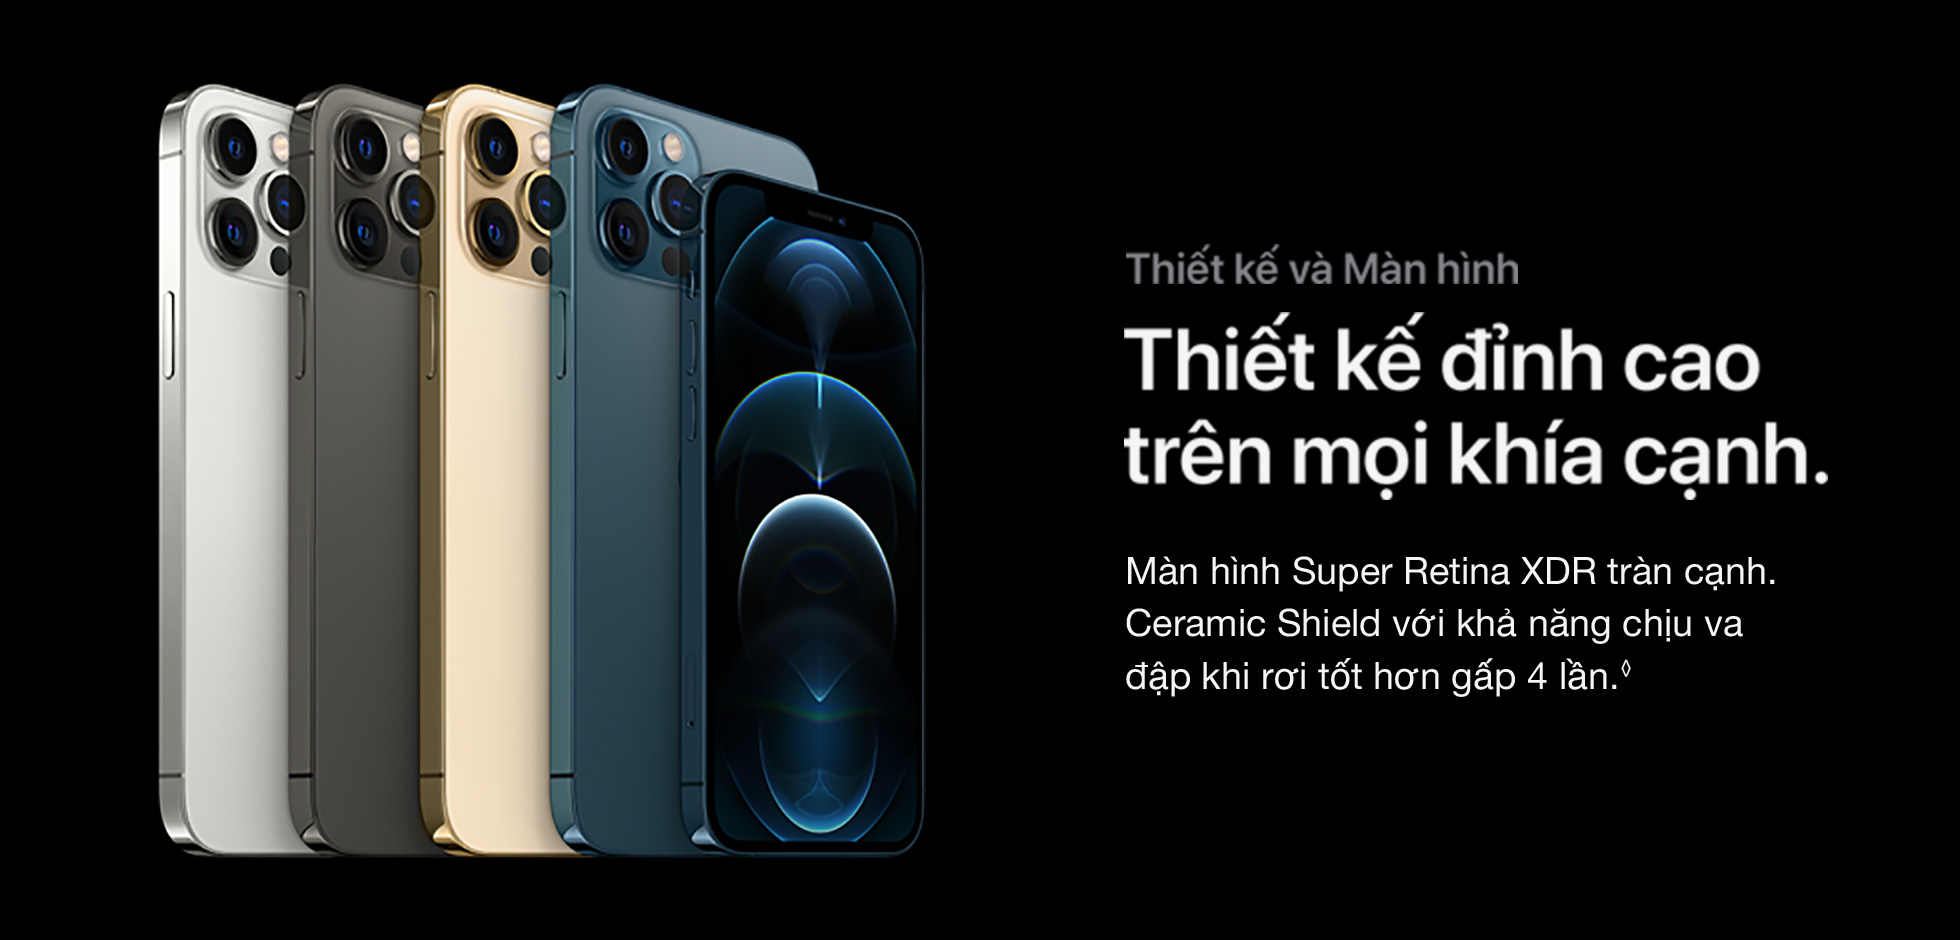 Thiết kế và Màn hình
Thiết kế đỉnh cao
trên mọi khía cạnh.
Màn hình Super Retina XDR tràn cạnh.
Ceramic Shield với khả năng chịu va
đập khi rơi tốt hơn gấp 4 lần.◊